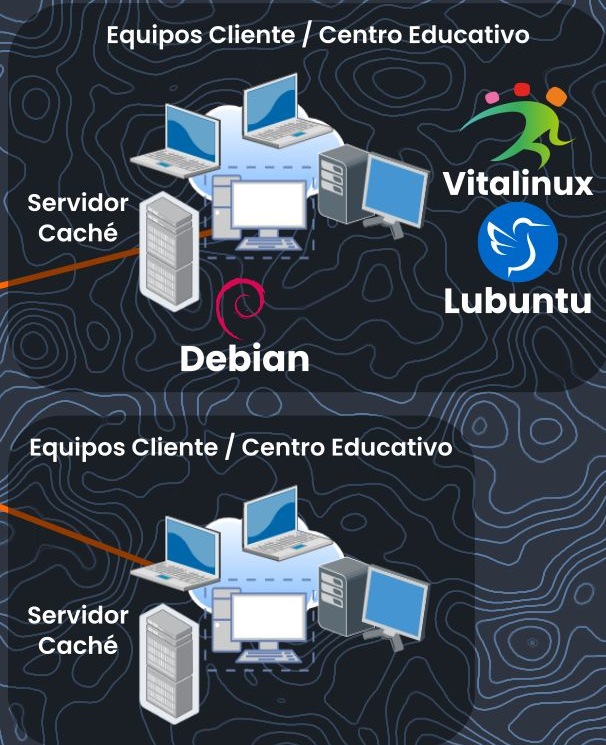 Equipos Cliente / Centro Educativo
Servidor
Caché
Vitalinux
Lubuntu
Debian
Equipos Cliente / Centro Educativo
Servidor
Caché